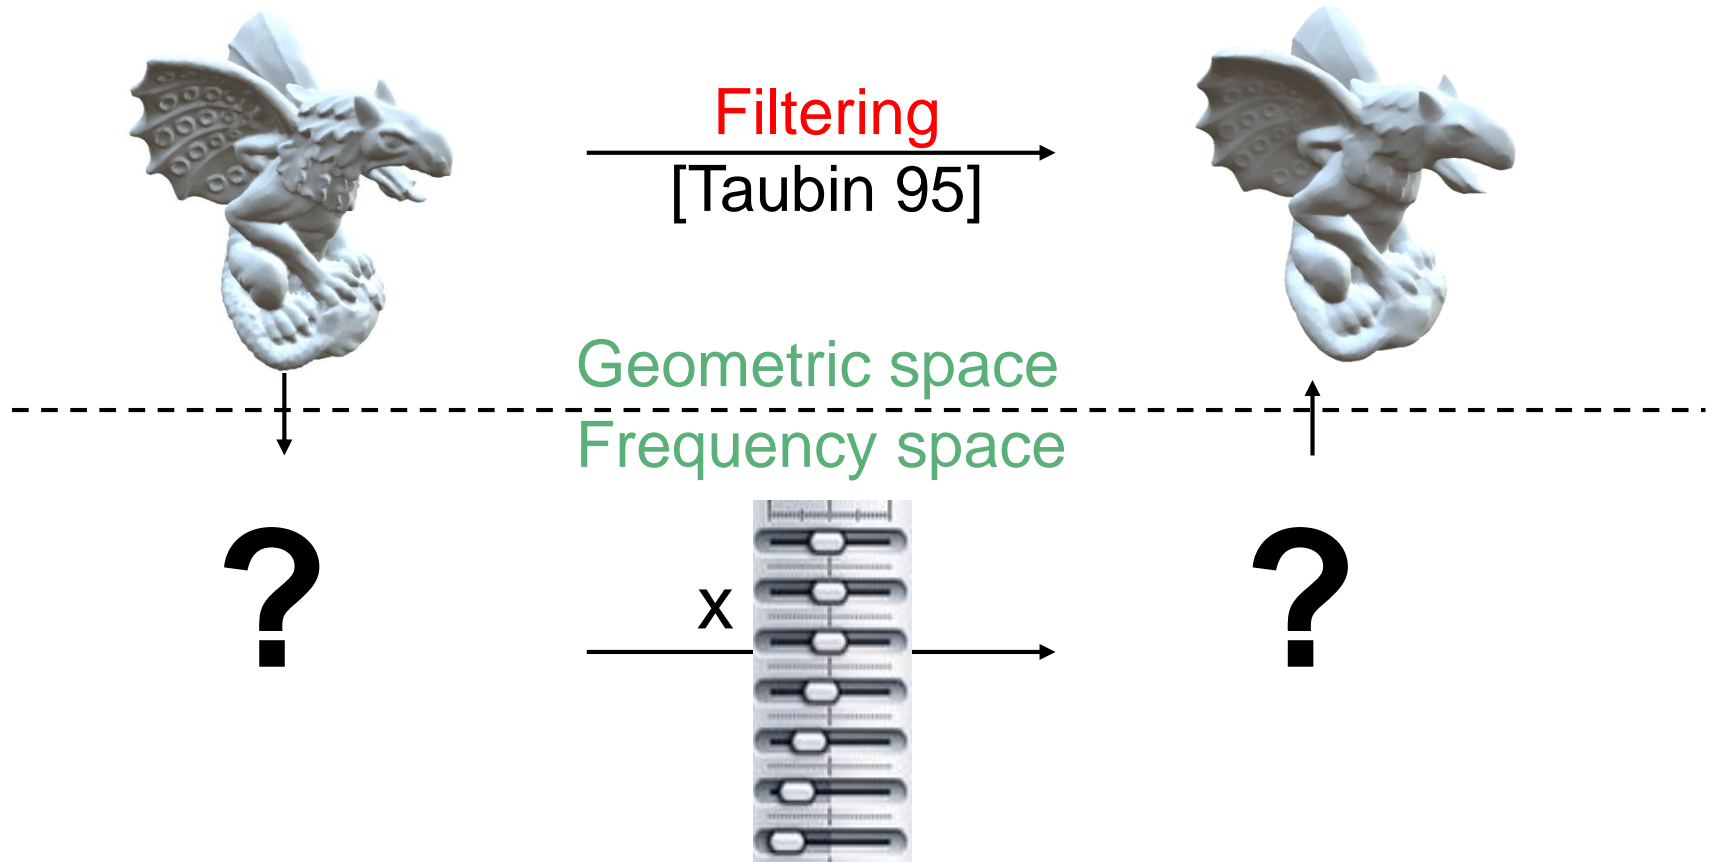 Filtering
[Taubin 95]
Geometric space
Frequency space
?
x
?